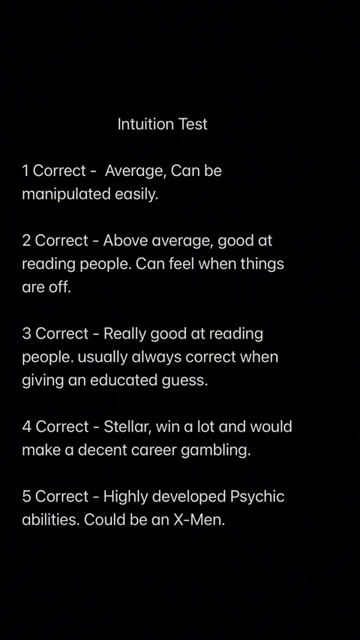 Intuition Test
1 Correct -  Average, Can be
manipulated easily.
2 Correct - Above average, good at
reading people. Can feel when things
are off.
3 Correct - Really good at reading
people. usually always correct when
giving an educated guess.
4 Correct - Stellar, win a lot and would
make a decent career gambling.
5 Correct - Highly developed Psychic
abilities. Could be an X-Men.